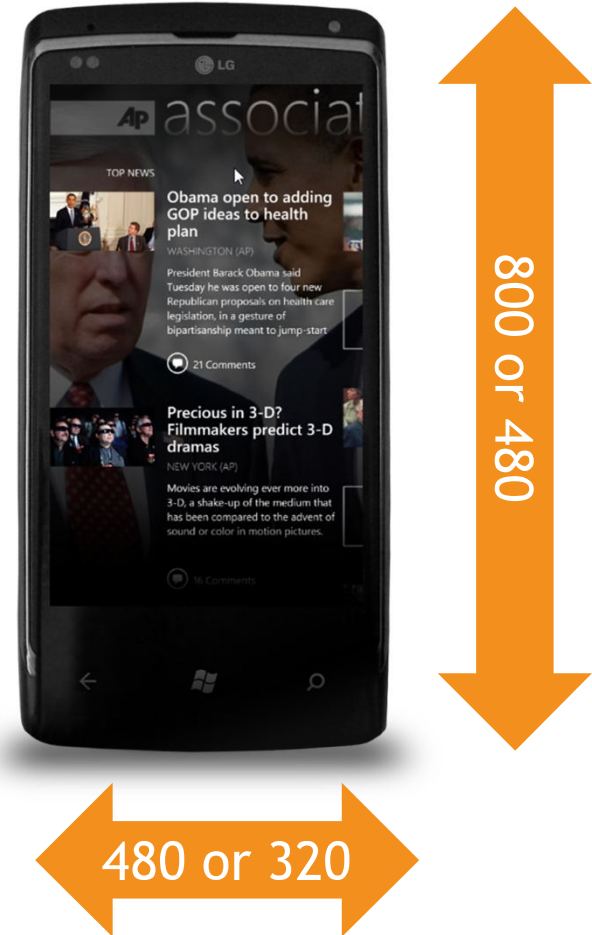 LG
AP associat
TOP NEWS
Obama open to adding
GOP ideas to health
plan
WASHINGTON (AP)
President Barack Obama said
Tuesday he was open to four new
Republican proposals on health care
legislation, in a gesture of
bipartisanship meant to jump-start
21 Comments
Precious in 3-D?
Filmmakers predict 3-D
dramas
NEW YORK (AP)
Movies are evolving ever more into
3-D, a shake-up of the medium that
has been compared to the advent of
sound or color in motion pictures.
16 Comments
800 or 480
480 or 320